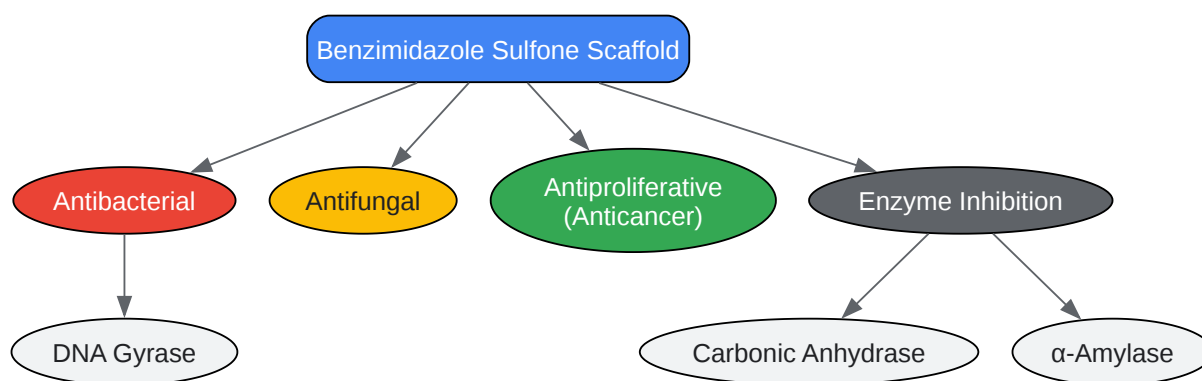 Benzimidazole Sulfone Scaffold
Antibacterial
Antifungal
Antiproliferative
(Anticancer)
Enzyme Inhibition
DNA Gyrase
Carbonic Anhydrase
α-Amylase